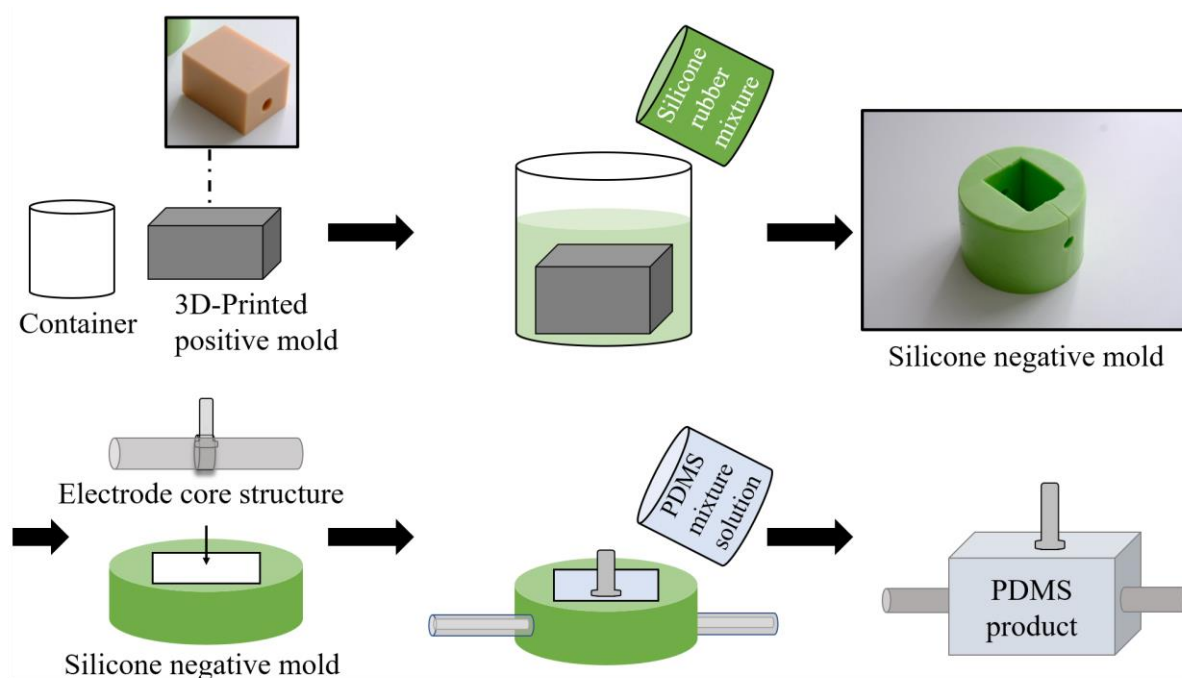 Silicone
rubber
mixture
Container
3D-Printed
positive mold
Silicone negative mold
Electrode core structure
Silicone negative mold
PDMS
mixture
solution
PDMS
product